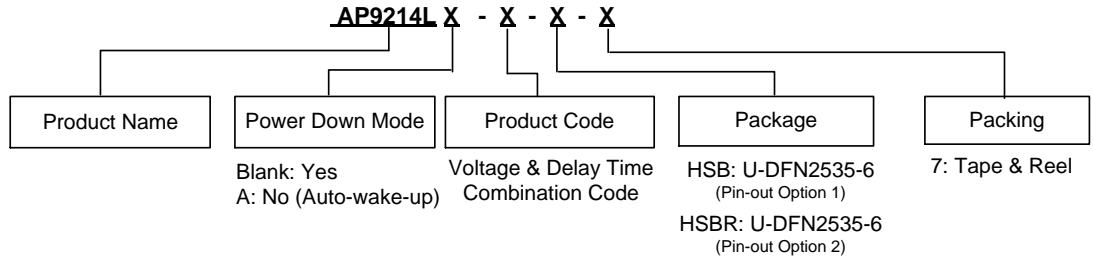 AP9214L X - X - X - X
Product Name
Power Down Mode
Product Code
Package
Packing
Blank: Yes
A: No (Auto-wake-up)
Voltage & Delay Time
Combination Code
HSB: U-DFN2535-6
(Pin-out Option 1)
HSBR: U-DFN2535-6
(Pin-out Option 2)
7: Tape & Reel